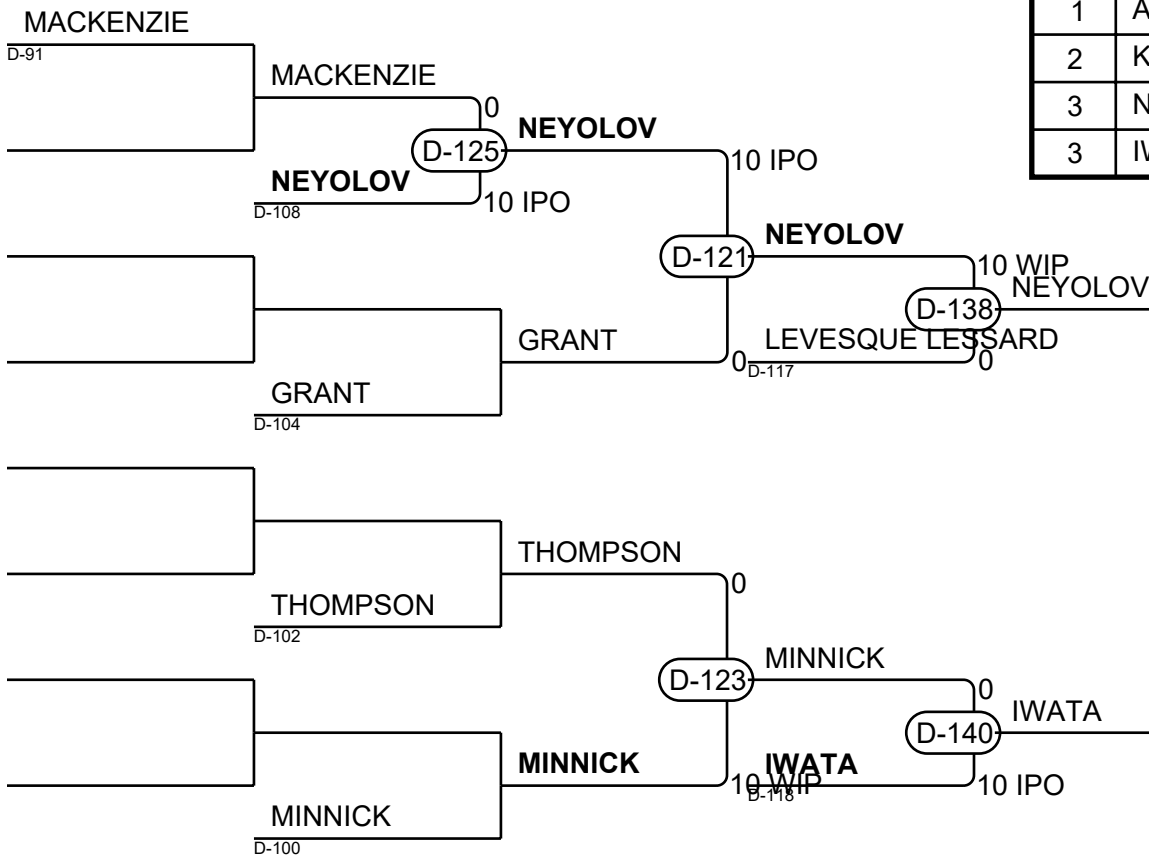 MACKENZIE
1 A
D-91
2 K
MACKENZIE
0
3 N
NEYOLOV
D-125
10 IPO
3
NEYOLOV
10 IPO
D-108
NEYOLOV
D-121
10 WIP
NEYOLOV
D-138
GRANT
LEVESQUE LESSARD
0
0
D-117
GRANT
D-104
THOMPSON
0
THOMPSON
D-102
MINNICK
D-123
0
IWATA
D-140
MINNICK
IWATA
10 WIP
10 IPO
D-118
MINNICK
D-100